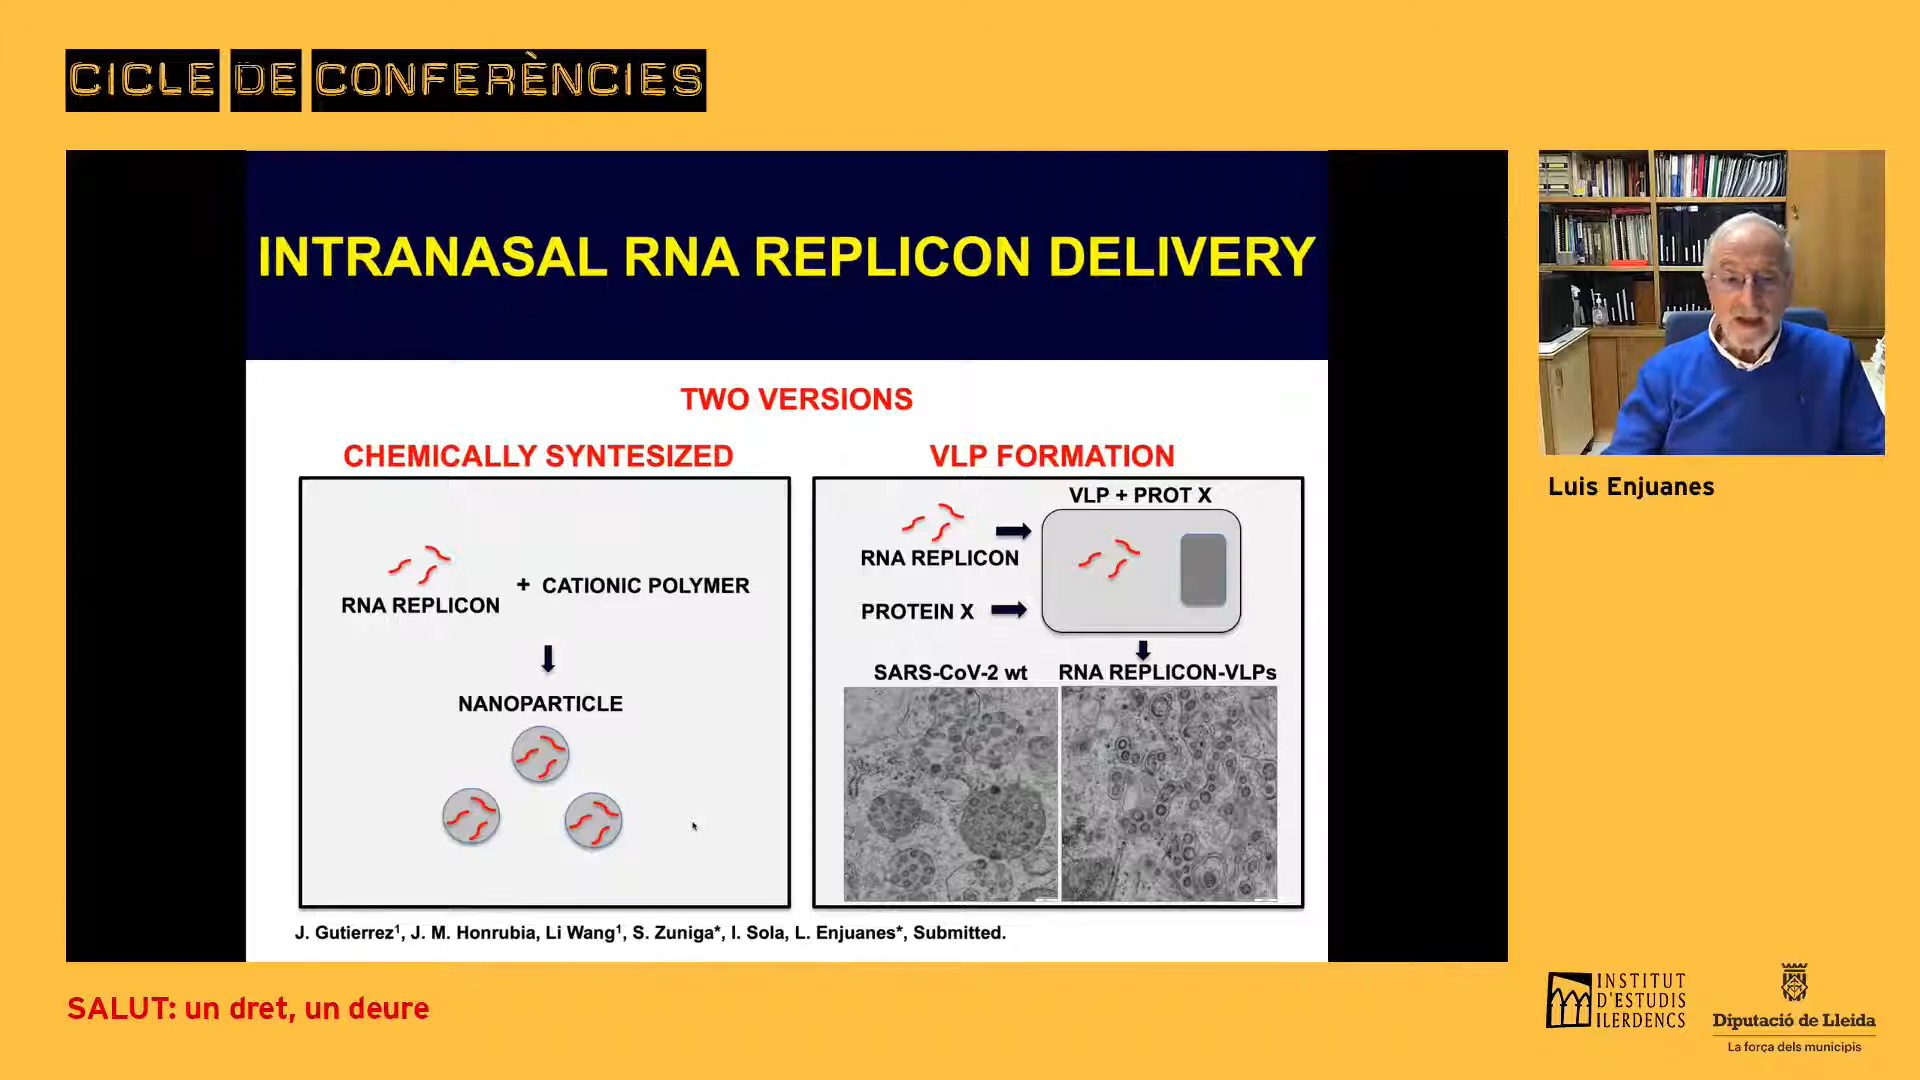 CICLE DE CONFERÈNCIES
INTRANASAL RNA REPLICON DELIVERY
TWO VERSIONS
CHEMICALLY SYNTESIZED
RNA REPLICON
+ CATIONIC POLYMER
NANOPARTICLE
VLP FORMATION
VLP + PROT X
RNA REPLICON
PROTEIN X
SARS-CoV-2 wt
RNA REPLICON-VLPs
J. Gutierrez¹, J. M. Honrubia, Li Wang¹, S. Zuniga*, I. Sola, L. Enjuanes*, Submitted.
Luis Enjuanes
SALUT: un dret, un deure
INSTITUT
D'ESTUDIS
ILERDENCS
Diputació de Lleida
La força dels municipis